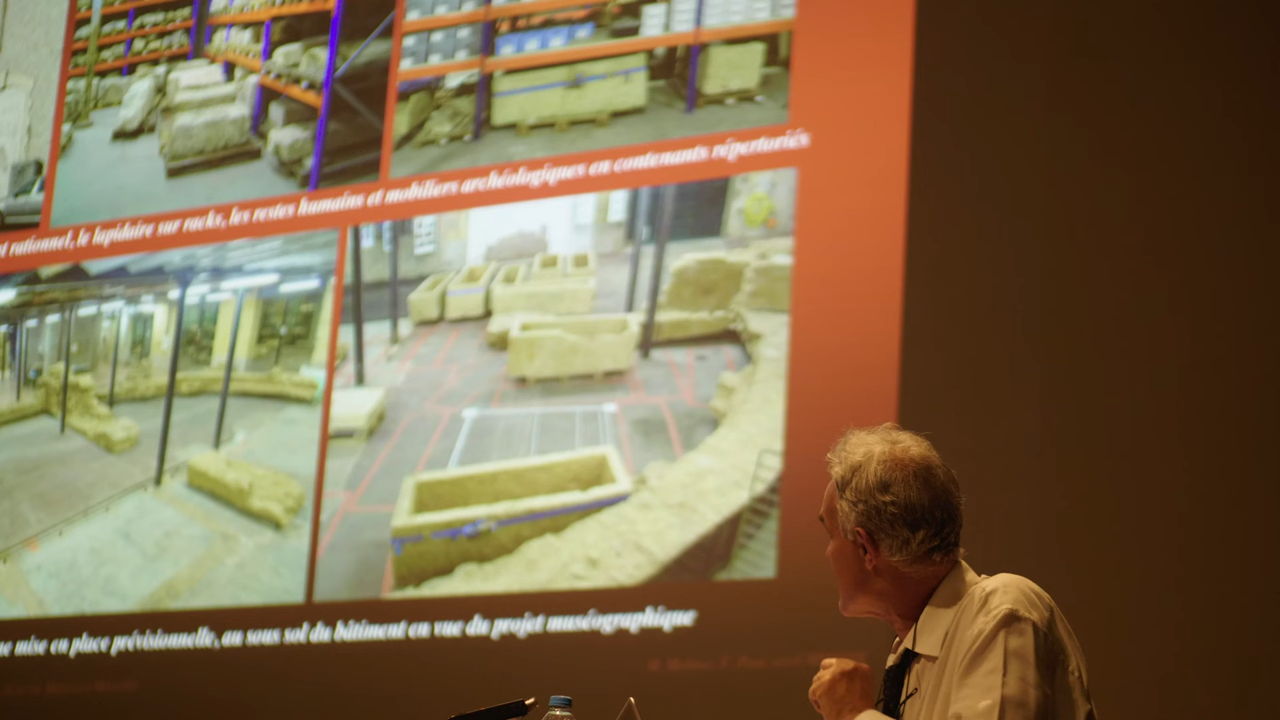 t rationnel, le lapidaire sur racks, les restes humains et mobiliers archéologiques en contenants répertoriés
ne mise en place prévisionnelle, au sous sol du bâtiment en vue du projet muséographique